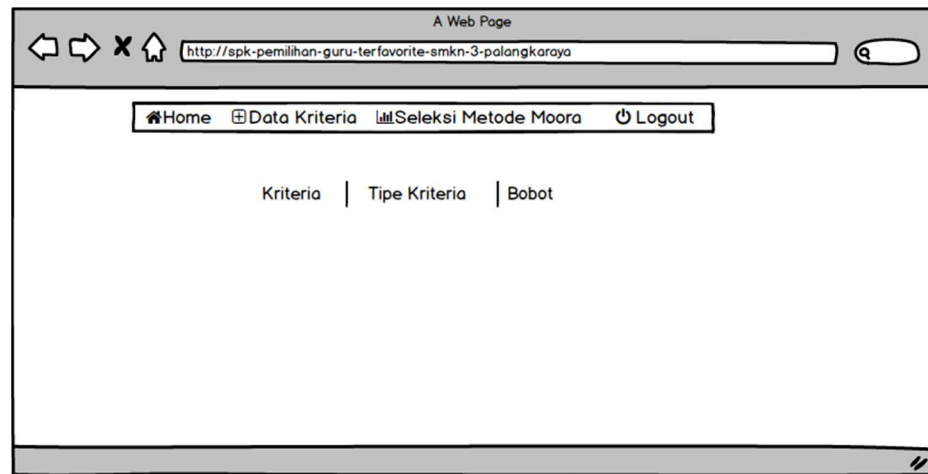 A Web Page
http://spk-pemilihan-guru-terfavorite-smkn-3-palangkaraya
Home Data Kriteria Seleksi Metode Moora Logout
Kriteria Tipe Kriteria Bobot